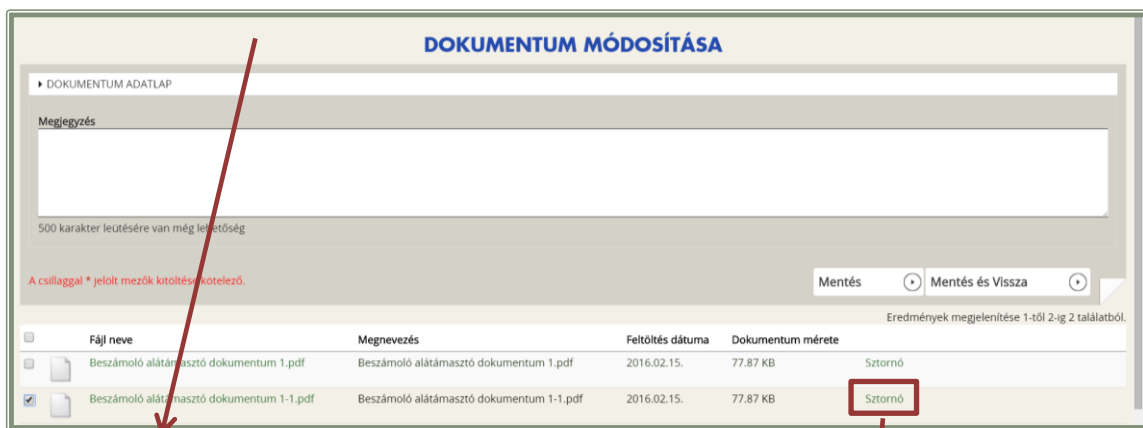 DOKUMENTUM MÓDOSÍTÁSA
DOKUMENTUM ADATLAP
Megjegyzés
500 karakter leütésére van még lehetőség
A csillaggal * jelölt mezők kitöltése kötelező.
Mentés Mentés és Vissza
Eredmények megjelenítése 1-től 2-ig 2 találatból.
Fájl neve Megnevezés Feltöltés dátuma Dokumentum mérete
Beszámoló alátámasztó dokumentum 1.pdf Beszámoló alátámasztó dokumentum 1.pdf 2016.02.15. 77.87 KB Sztornó
Beszámoló alátámasztó dokumentum 1-1.pdf Beszámoló alátámasztó dokumentum 1-1.pdf 2016.02.15. 77.87 KB Sztornó